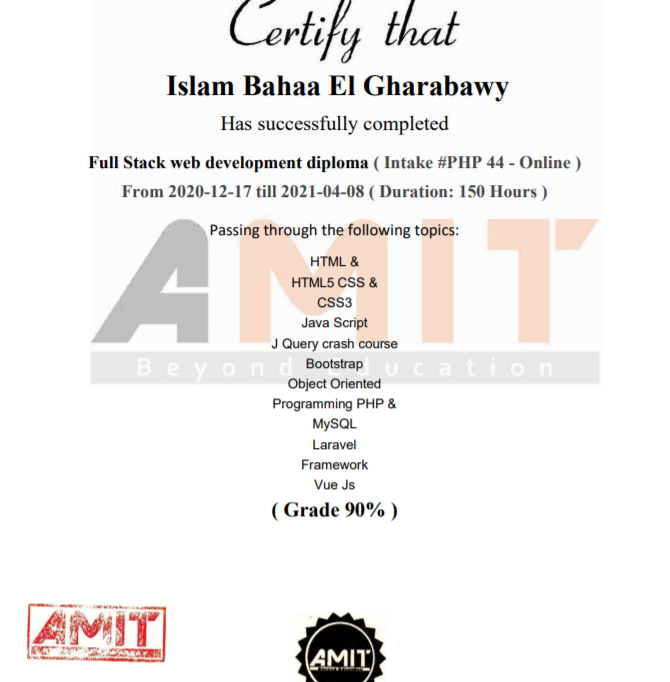 Certify that
Islam Bahaa El Gharabawy
Has successfully completed
Full Stack web development diploma ( Intake #PHP 44 - Online )
From 2020-12-17 till 2021-04-08 ( Duration: 150 Hours )
Passing through the following topics:
AMIT
HTML &
HTML5 CSS &
CSS3
Java Script
J Query crash course
Bootstrap
Beyond Education
Object Oriented
Programming PHP &
MySQL
Laravel
Framework
Vue Js
( Grade 90% )
AMIT
AMIT